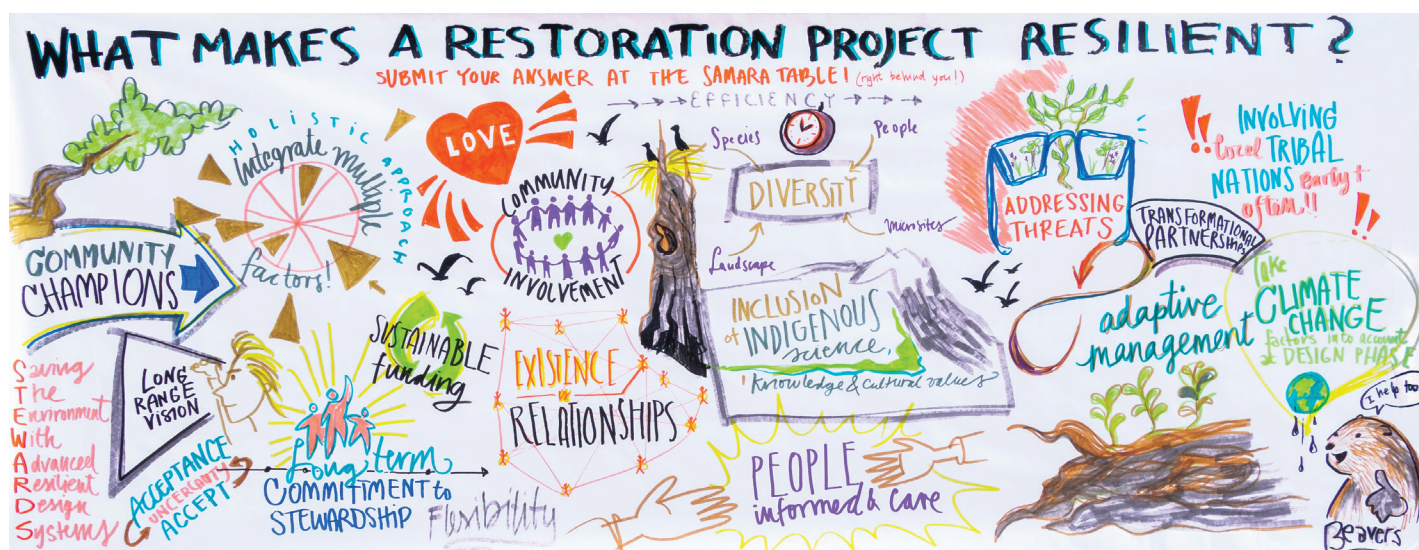 WHAT MAKES A RESTORATION PROJECT RESILIENT?
SUBMIT YOUR ANSWER AT THE SAMARA TABLE! (right behind you!)
HOLISTIC APPROACH
integrate multiple
factors!
LOVE
COMMUNITY
INVOLVEMENT
EFFICIENCY
Species
People
DIVERSITY
Microsites
Landscape
ADDRESSING
THREATS
!! INVOLVING
local TRIBAL
NATIONS early +
often!!
!!
TRANSFORMATIONAL
PARTNERSHIPS
COMMUNITY
CHAMPIONS
SUSTAINABLE
funding
INCLUSION
of INDIGENOUS
science,
Knowledge & cultural values
adaptive
management
Take
CLIMATE
CHANGE
factors into account
DESIGN PHASE
Saving
The
Environment
With
Advanced
Resilient
Design
Systems
LONG
RANGE
VISION
ACCEPTANCE
UNCERTAINTY
ACCEPT
Long term
COMMITMENT to
STEWARDSHIP
Flexibility
EXISTENCE
RELATIONSHIPS
PEOPLE
informed & care
I help too
Beavers